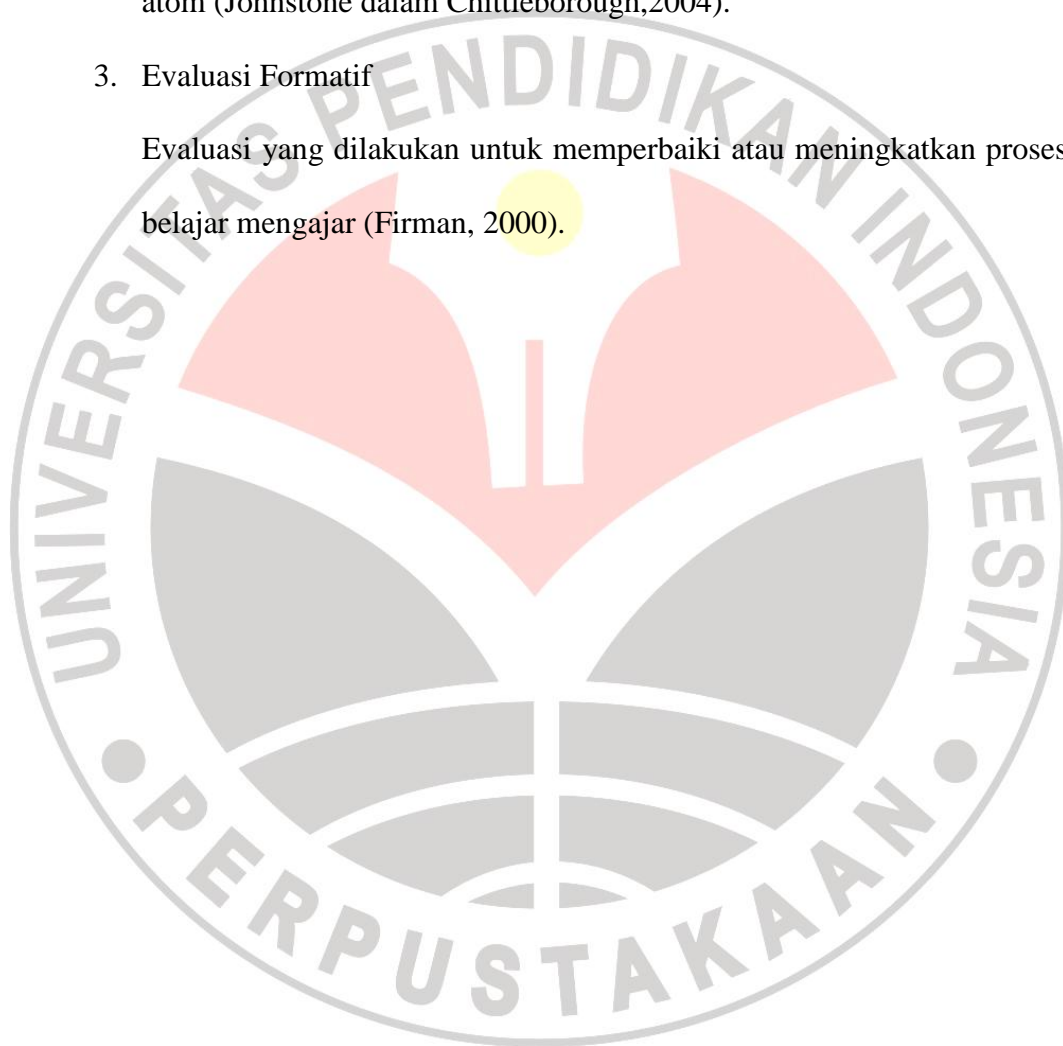 atom (Johnstone dalam Chittleborough,2004).
3. Evaluasi Formatif
Evaluasi yang dilakukan untuk memperbaiki atau meningkatkan proses
belajar mengajar (Firman, 2000).
UNIVERSITAS PENDIDIKAN INDONESIA
PERPUSTAKAAN